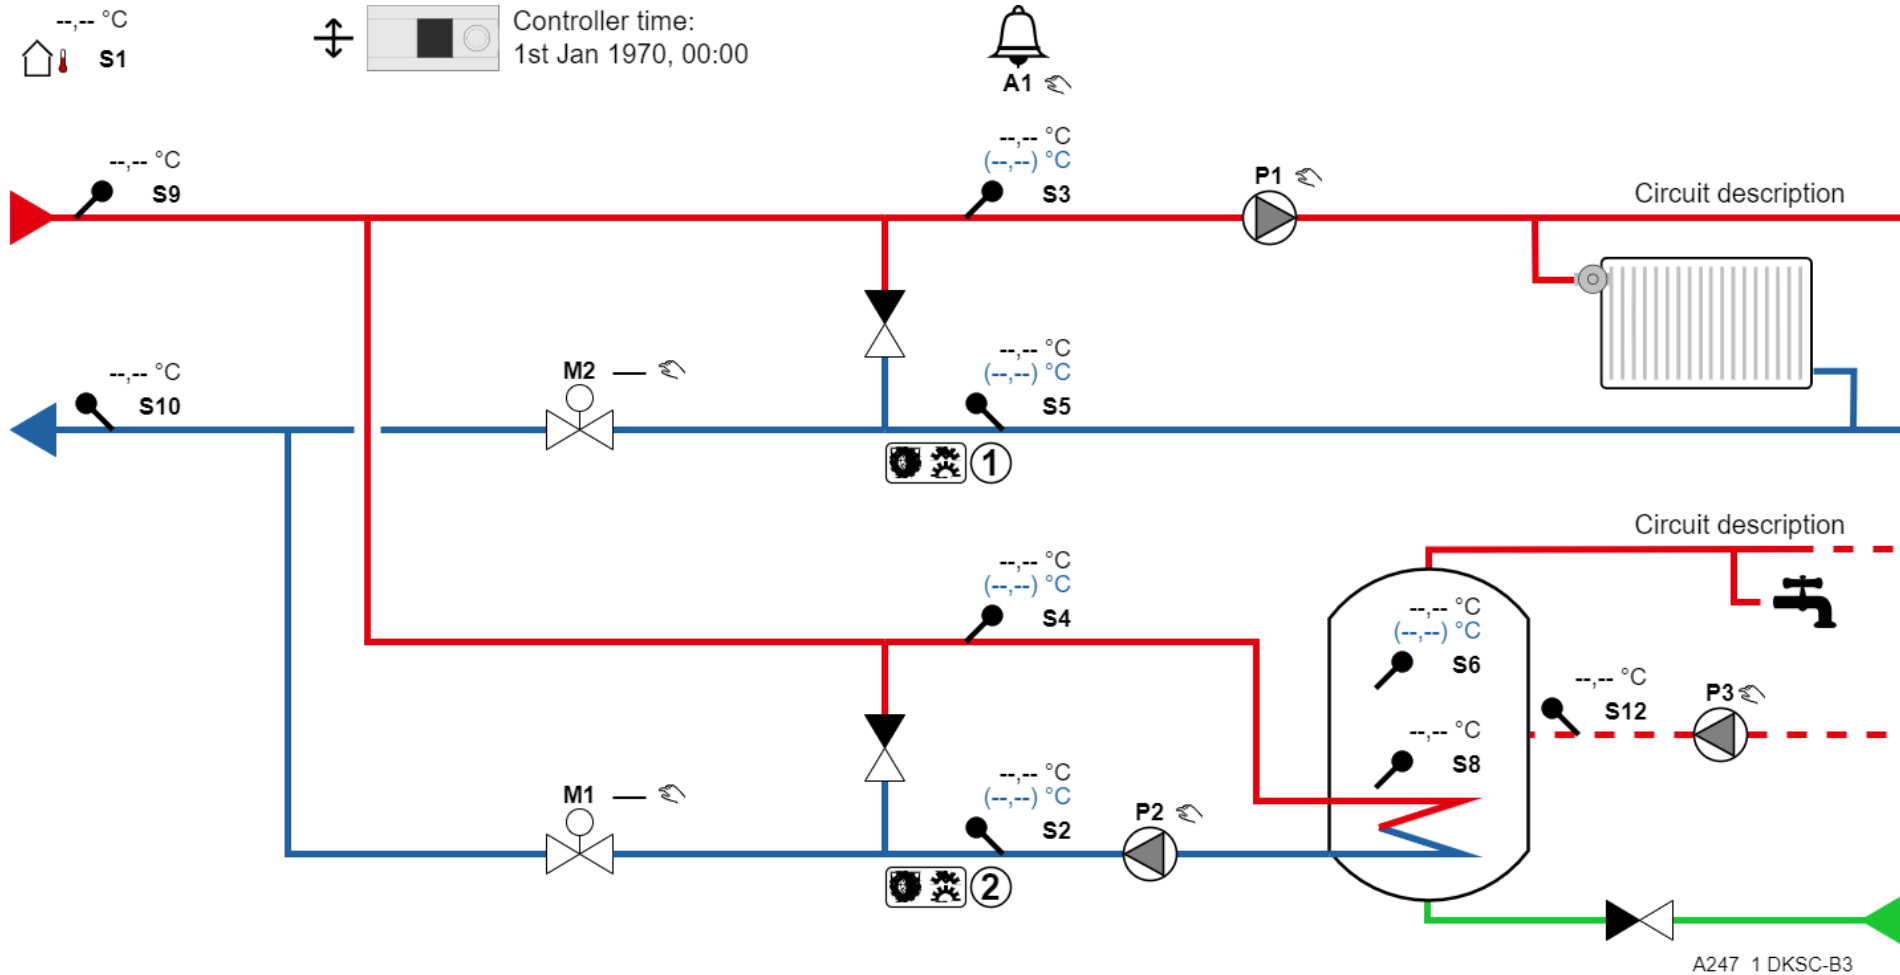 --,-- °C
S1
Controller time:
1st Jan 1970, 00:00
A1
--,-- °C
S9
--,-- °C
(--,--) °C
S3
P1
Circuit description
--,-- °C
S10
M2
--,-- °C
(--,--) °C
S5
1
Circuit description
--,-- °C
(--,--) °C
S4
--,-- °C
(--,--) °C
S6
--,-- °C
S12
P3
--,-- °C
S8
M1
--,-- °C
(--,--) °C
S2
P2
2
A247 1 DKSC-B3